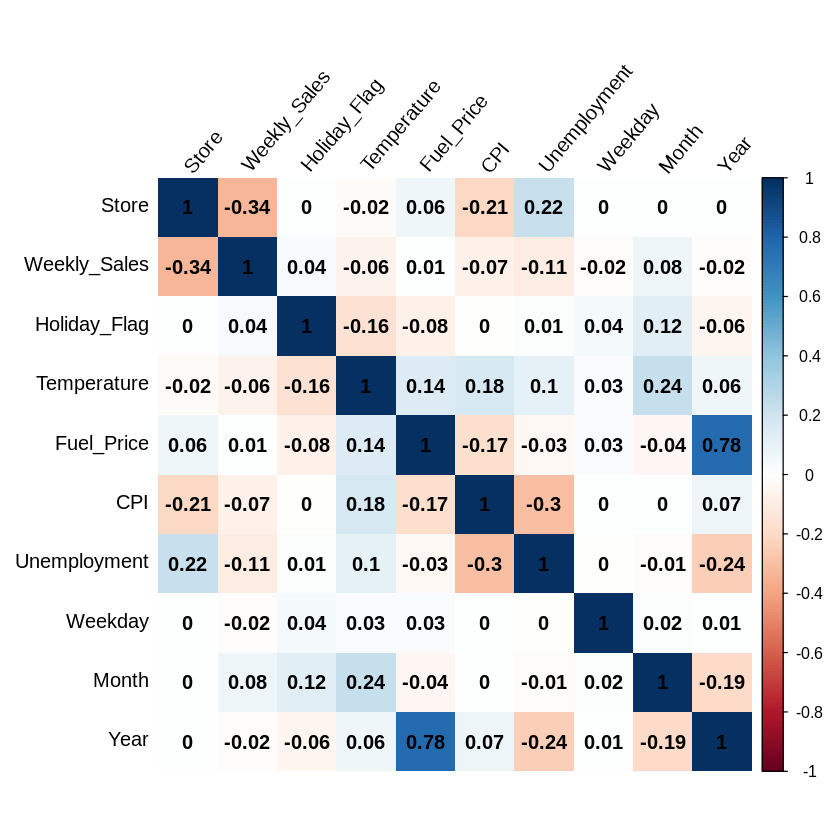 Store Weekly_Sales Holiday_Flag Temperature Fuel_Price CPI Unemployment Weekday Month Year
Store 1 -0.34 0 -0.02 0.06 -0.21 0.22 0 0 0
Weekly_Sales -0.34 1 0.04 -0.06 0.01 -0.07 -0.11 -0.02 0.08 -0.02
Holiday_Flag 0 0.04 1 -0.16 -0.08 0 0.01 0.04 0.12 -0.06
Temperature -0.02 -0.06 -0.16 1 0.14 0.18 0.1 0.03 0.24 0.06
Fuel_Price 0.06 0.01 -0.08 0.14 1 -0.17 -0.03 0.03 -0.04 0.78
CPI -0.21 -0.07 0 0.18 -0.17 1 -0.3 0 0 0.07
Unemployment 0.22 -0.11 0.01 0.1 -0.03 -0.3 1 0 -0.01 -0.24
Weekday 0 -0.02 0.04 0.03 0.03 0 0 1 0.02 0.01
Month 0 0.08 0.12 0.24 -0.04 0 -0.01 0.02 1 -0.19
Year 0 -0.02 -0.06 0.06 0.78 0.07 -0.24 0.01 -0.19 1
1
0.8
0.6
0.4
0.2
0
-0.2
-0.4
-0.6
-0.8
-1